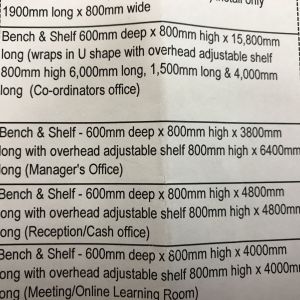 1900mm long x 800mm wide
Bench & Shelf 600mm deep x 800mm high x 15,800mm
long (wraps in U shape with overhead adjustable shelf
800mm high 6,000mm long, 1,500mm long & 4,000mm
long (Co-ordinators office)
Bench & Shelf - 600mm deep x 800mm high x 3800mm
long with overhead adjustable shelf 800mm high x 6400mm
long (Manager's Office)
Bench & Shelf - 600mm deep x 800mm high x 4800mm
long with overhead adjustable shelf 800mm high x 4800mm
long (Reception/Cash office)
Bench & Shelf - 600mm deep x 800mm high x 4000mm
long with overhead adjustable shelf 800mm high x 4000mm
long (Meeting/Online Learning Room)